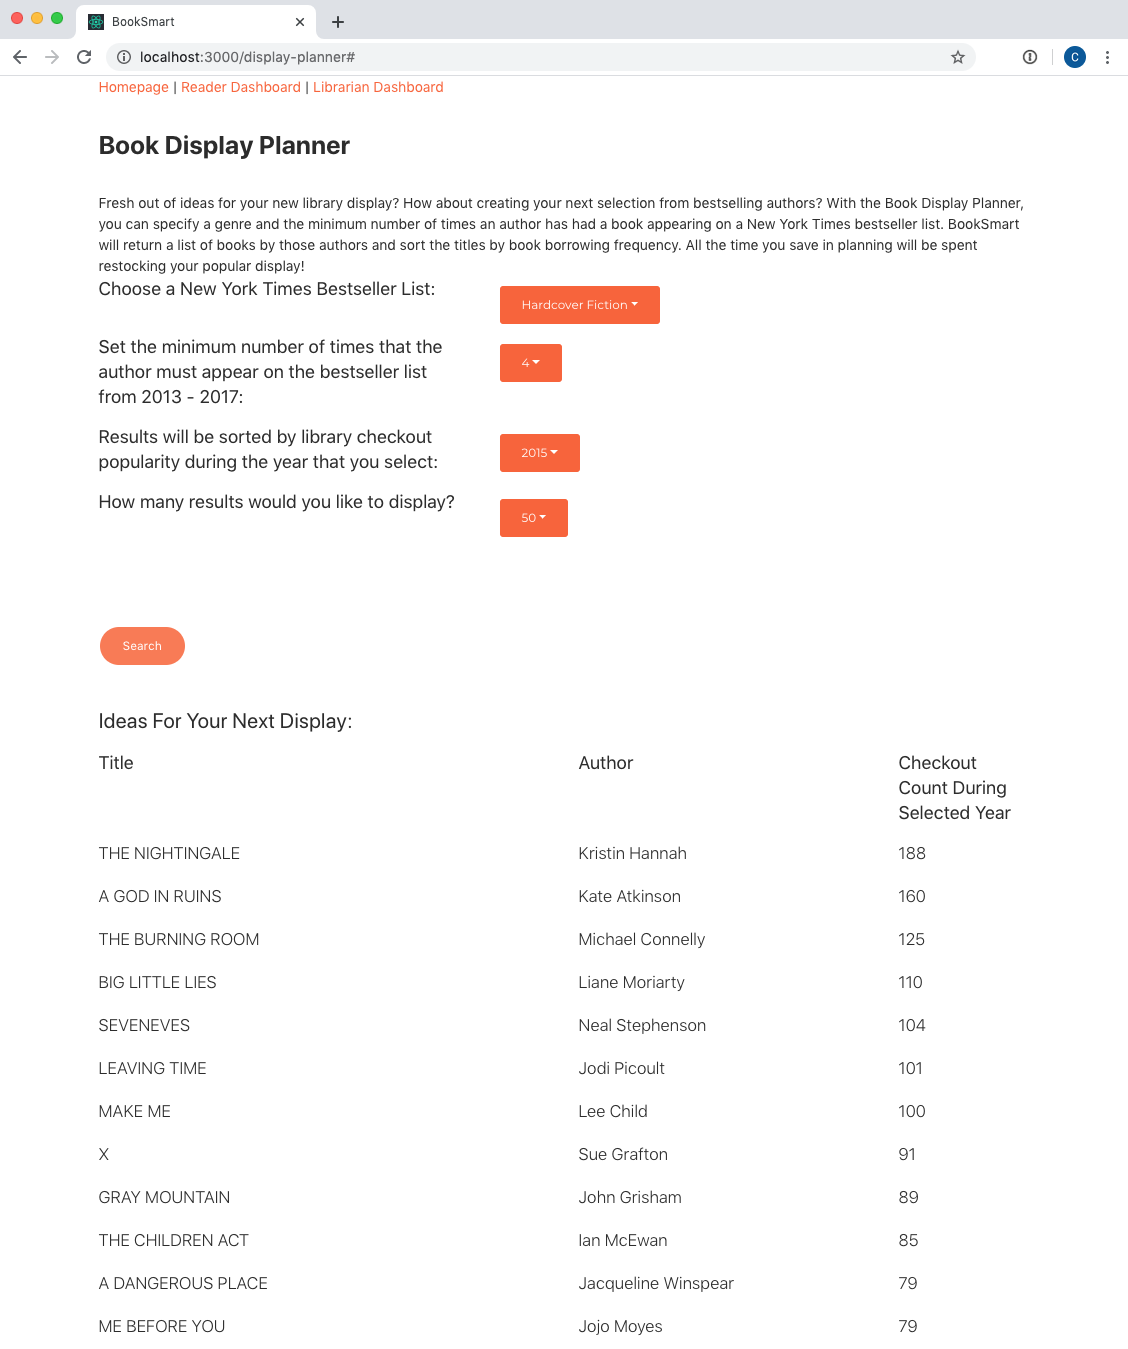 BookSmart
localhost:3000/display-planner#
C
Homepage | Reader Dashboard | Librarian Dashboard
Book Display Planner
Fresh out of ideas for your new library display? How about creating your next selection from bestselling authors? With the Book Display Planner,
you can specify a genre and the minimum number of times an author has had a book appearing on a New York Times bestseller list. BookSmart
will return a list of books by those authors and sort the titles by book borrowing frequency. All the time you save in planning will be spent
restocking your popular display!
Choose a New York Times Bestseller List:
Hardcover Fiction
Set the minimum number of times that the
author must appear on the bestseller list
from 2013 - 2017:
4
Results will be sorted by library checkout
popularity during the year that you select:
2015
How many results would you like to display?
50
Search
Ideas For Your Next Display:
Title Author Checkout
Count During
Selected Year
THE NIGHTINGALE Kristin Hannah 188
A GOD IN RUINS Kate Atkinson 160
THE BURNING ROOM Michael Connelly 125
BIG LITTLE LIES Liane Moriarty 110
SEVENEVES Neal Stephenson 104
LEAVING TIME Jodi Picoult 101
MAKE ME Lee Child 100
X Sue Grafton 91
GRAY MOUNTAIN John Grisham 89
THE CHILDREN ACT Ian McEwan 85
A DANGEROUS PLACE Jacqueline Winspear 79
ME BEFORE YOU Jojo Moyes 79